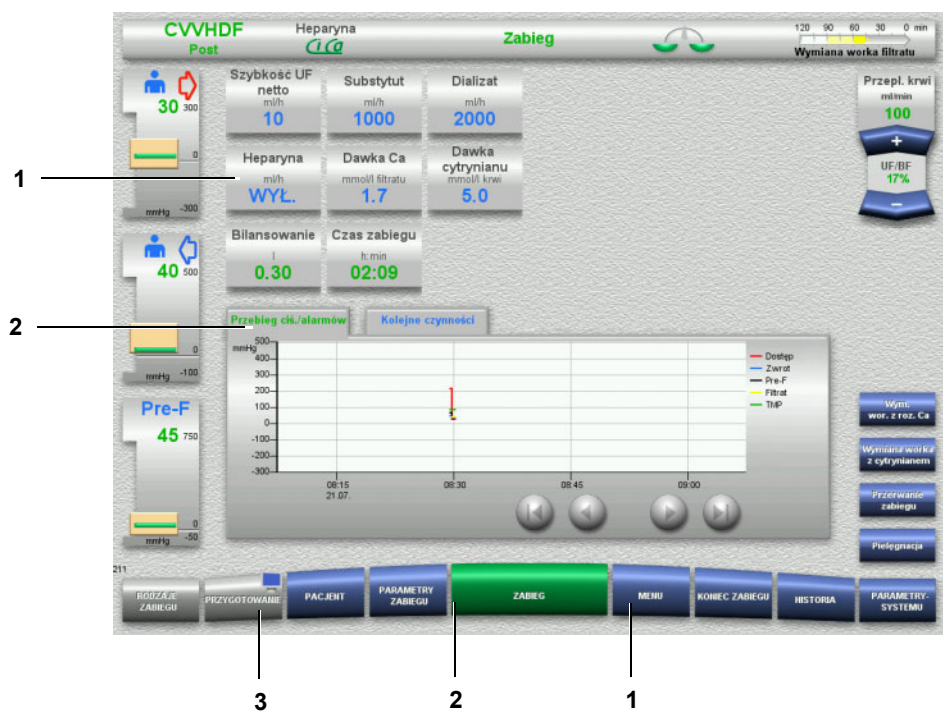 CVVHDF
Post
Heparyna
CiCa
Zabieg
120 90 60 30 0 min
Wymiana worka filtratu
30 300
0
mmHg -300
40 500
0
mmHg -100
Pre-F
45 750
0
mmHg -50
Szybkość UF
netto
ml/h
10
Substytut
ml/h
1000
Dializat
ml/h
2000
Heparyna
ml/h
WYŁ.
Dawka Ca
mmol/l filtratu
1.7
Dawka
cytrynianu
mmol/l krwi
5.0
Bilansowanie
l
0.30
Czas zabiegu
h:min
02:09
Przepl. krwi
ml/min
100
+
UF/BF
17%
−
Przebieg ciś./alarmów
Kolejne czynności
mmHg
500
400
300
200
100
0
-100
-200
-300
08:15
21.07.
08:30
08:45
09:00
Dostęp
Zwrot
Pre-F
Filtrat
TMP
Wym.
wor. z roz. Ca
Wymiana worka
z cytrynianem
Przerwanie
zabiegu
Pielęgnacja
211
RODZAJE
ZABIEGU
PRZYGOTOWANIE
PACJENT
PARAMETRY
ZABIEGU
ZABIEG
MENU
KONIEC ZABIEGU
HISTORIA
PARAMETRY-
SYSTEMU
1
2
3
2
1